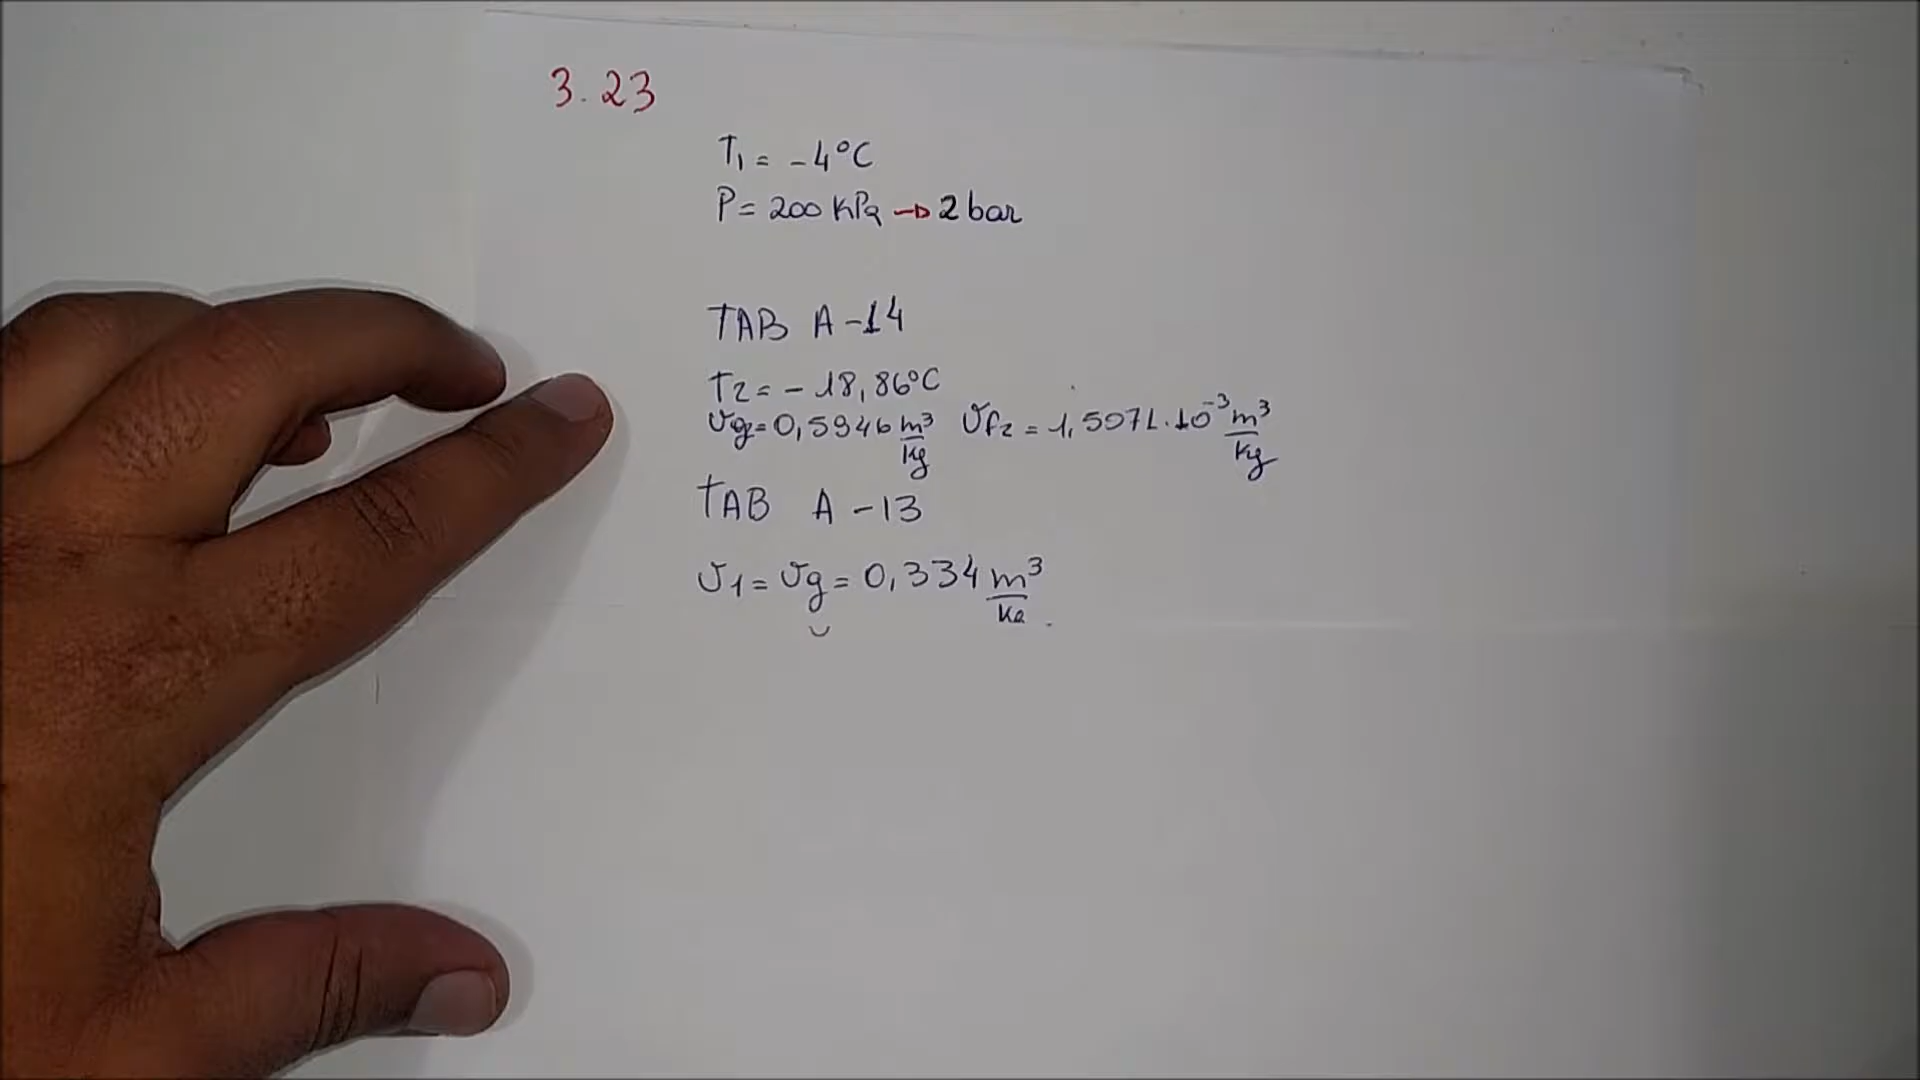 3.23
T1 = -4°C
P = 200 KPa → 2 bar
TAB A-14
T2 = - 18,86°C
vg = 0,5946 m³/kg vf2 = 1,5071.10⁻³ m³/kg
TAB A-13
v1 = vg = 0,334 m³/kg